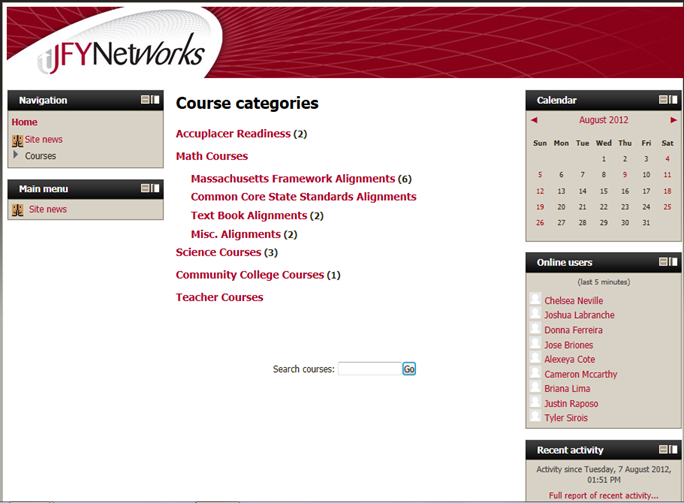 JFYNetworks
Navigation
Home
Site news
Courses
Main menu
Site news
Course categories
Accuplacer Readiness (2)
Math Courses
Massachusetts Framework Alignments (6)
Common Core State Standards Alignments
Text Book Alignments (2)
Misc. Alignments (2)
Science Courses (3)
Community College Courses (1)
Teacher Courses
Search courses: Go
Calendar
August 2012
Sun Mon Tue Wed Thu Fri Sat
1 2 3 4
5 6 7 8 9 10 11
12 13 14 15 16 17 18
19 20 21 22 23 24 25
26 27 28 29 30 31
Online users
(last 5 minutes)
Chelsea Neville
Joshua Labranche
Donna Ferreira
Jose Briones
Alexeya Cote
Cameron Mccarthy
Briana Lima
Justin Raposo
Tyler Sirois
Recent activity
Activity since Tuesday, 7 August 2012,
01:51 PM
Full report of recent activity...